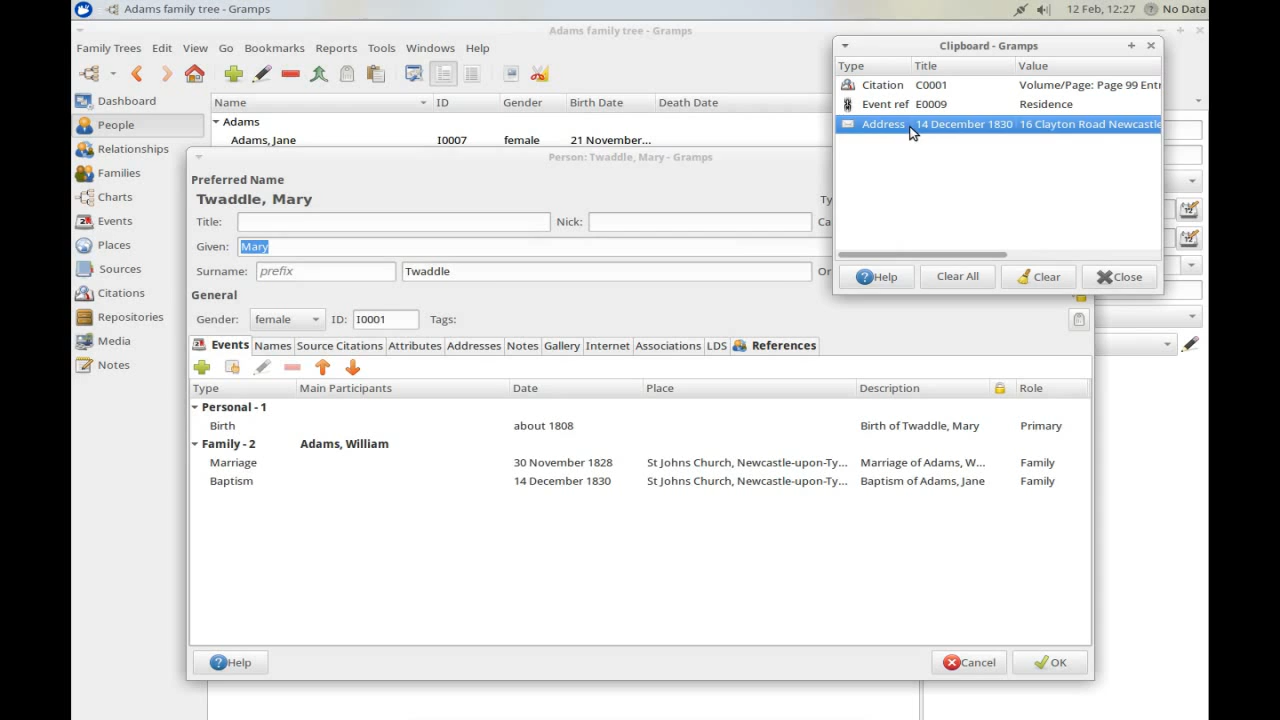 Adams family tree - Gramps
12 Feb, 12:27
No Data
Adams family tree - Gramps
Family Trees Edit View Go Bookmarks Reports Tools Windows Help
Dashboard
People
Relationships
Families
Charts
Events
Places
Sources
Citations
Repositories
Media
Notes
Name ID Gender Birth Date Death Date
Adams
Adams, Jane I0007 female 21 November...
Person: Twaddle, Mary - Gramps
Preferred Name
Twaddle, Mary Ty
Title: Nick: Ca
Given: Mary
Surname: prefix Twaddle Or
General
Gender: female ID: I0001 Tags:
Events Names Source Citations Attributes Addresses Notes Gallery Internet Associations LDS References
Type Main Participants Date Place Description Role
Personal - 1
Birth about 1808 Birth of Twaddle, Mary Primary
Family - 2 Adams, William
Marriage 30 November 1828 St Johns Church, Newcastle-upon-Ty... Marriage of Adams, W... Family
Baptism 14 December 1830 St Johns Church, Newcastle-upon-Ty... Baptism of Adams, Jane Family
Help Cancel OK
Clipboard - Gramps
Type Title Value
Citation C0001 Volume/Page: Page 99 Entr
Event ref E0009 Residence
Address 14 December 1830 16 Clayton Road Newcastle
Help Clear All Clear Close